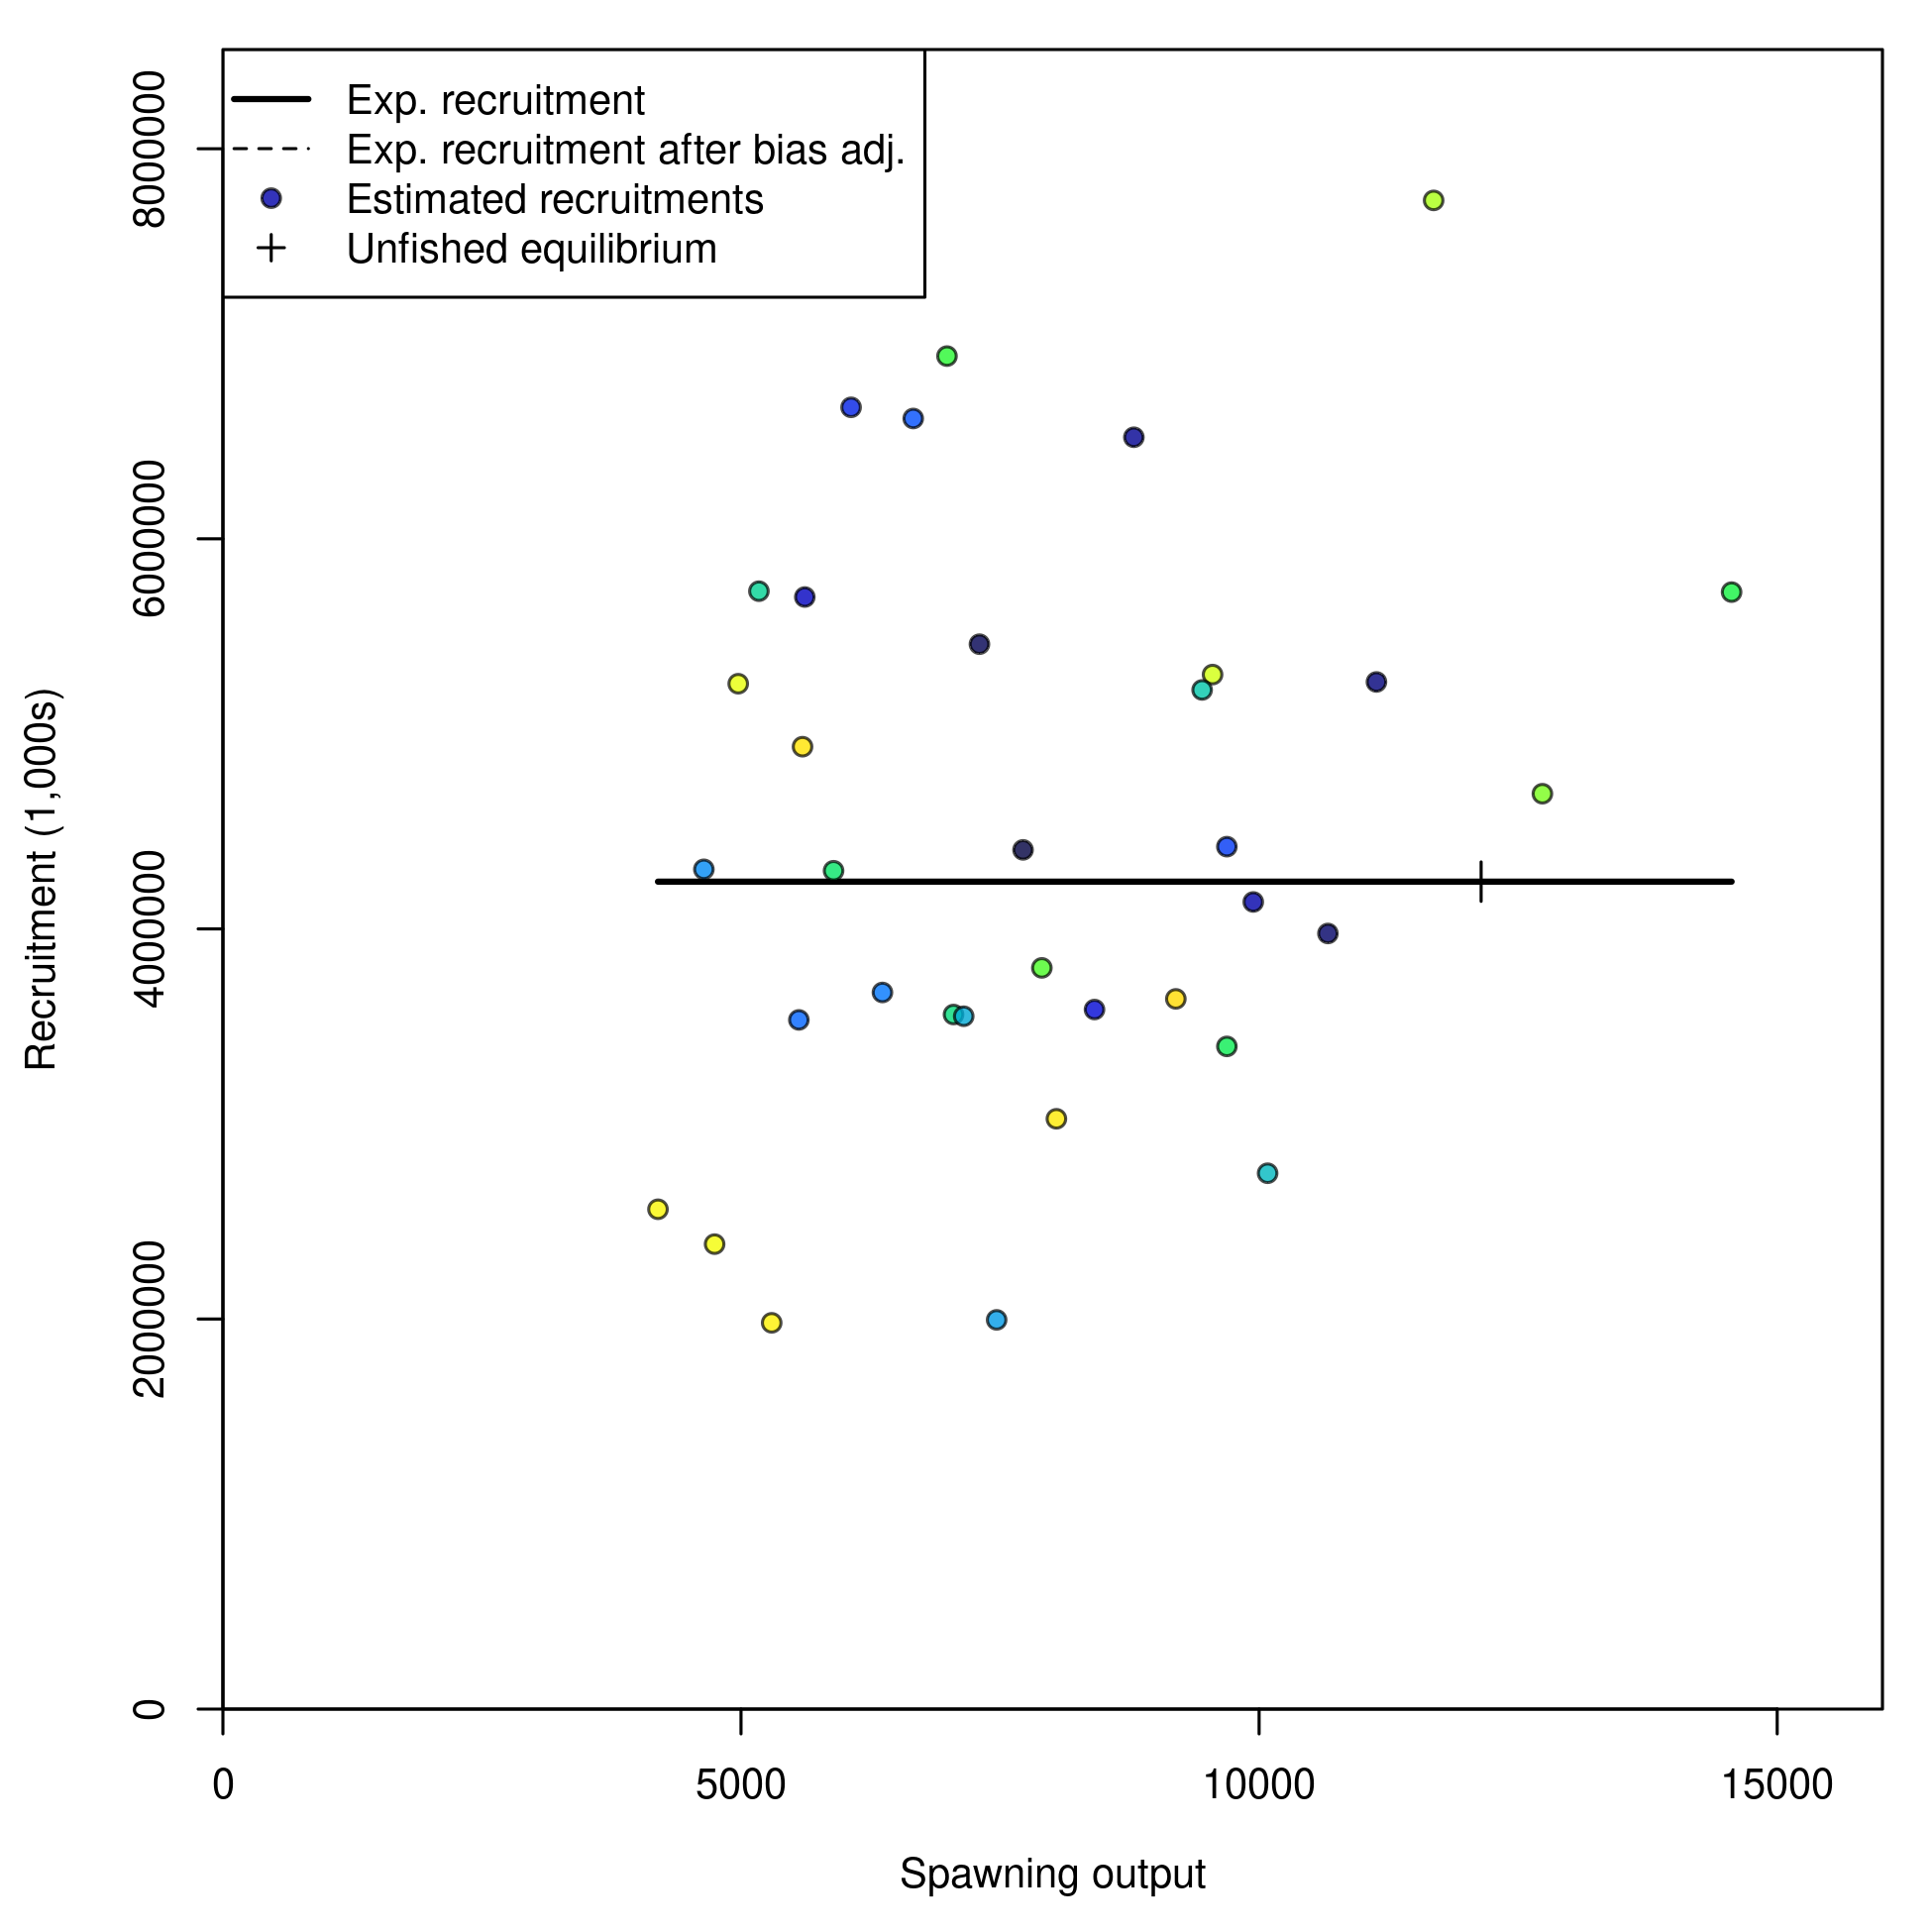 Exp. recruitment
Exp. recruitment after bias adj.
Estimated recruitments
Unfished equilibrium
Recruitment (1,000s)
8000000
6000000
4000000
2000000
0
0
5000
10000
15000
Spawning output